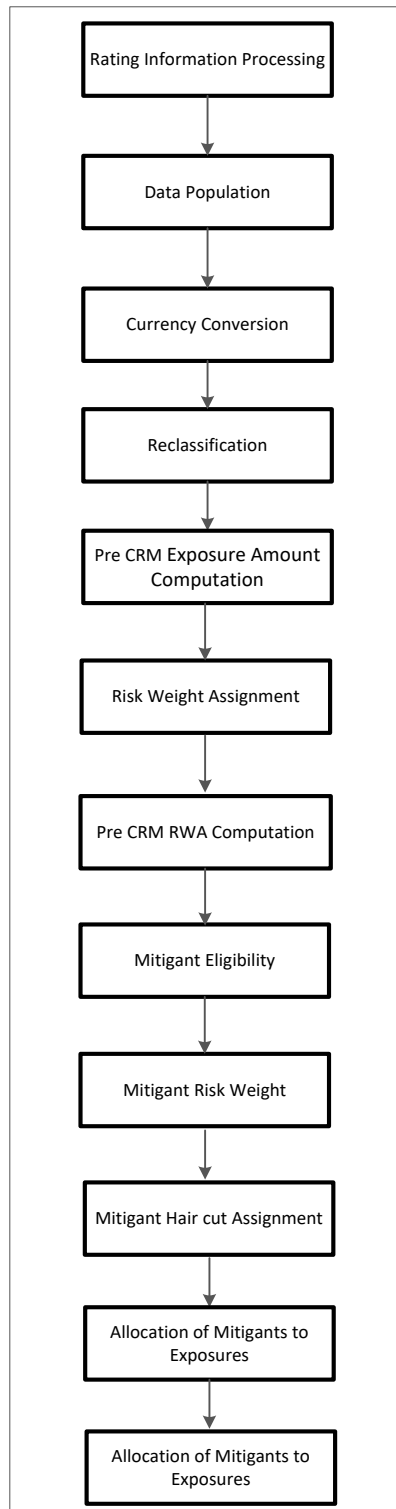 Rating Information Processing
Data Population
Currency Conversion
Reclassification
Pre CRM Exposure Amount
Computation
Risk Weight Assignment
Pre CRM RWA Computation
Mitigant Eligibility
Mitigant Risk Weight
Mitigant Hair cut Assignment
Allocation of Mitigants to
Exposures
Allocation of Mitigants to
Exposures